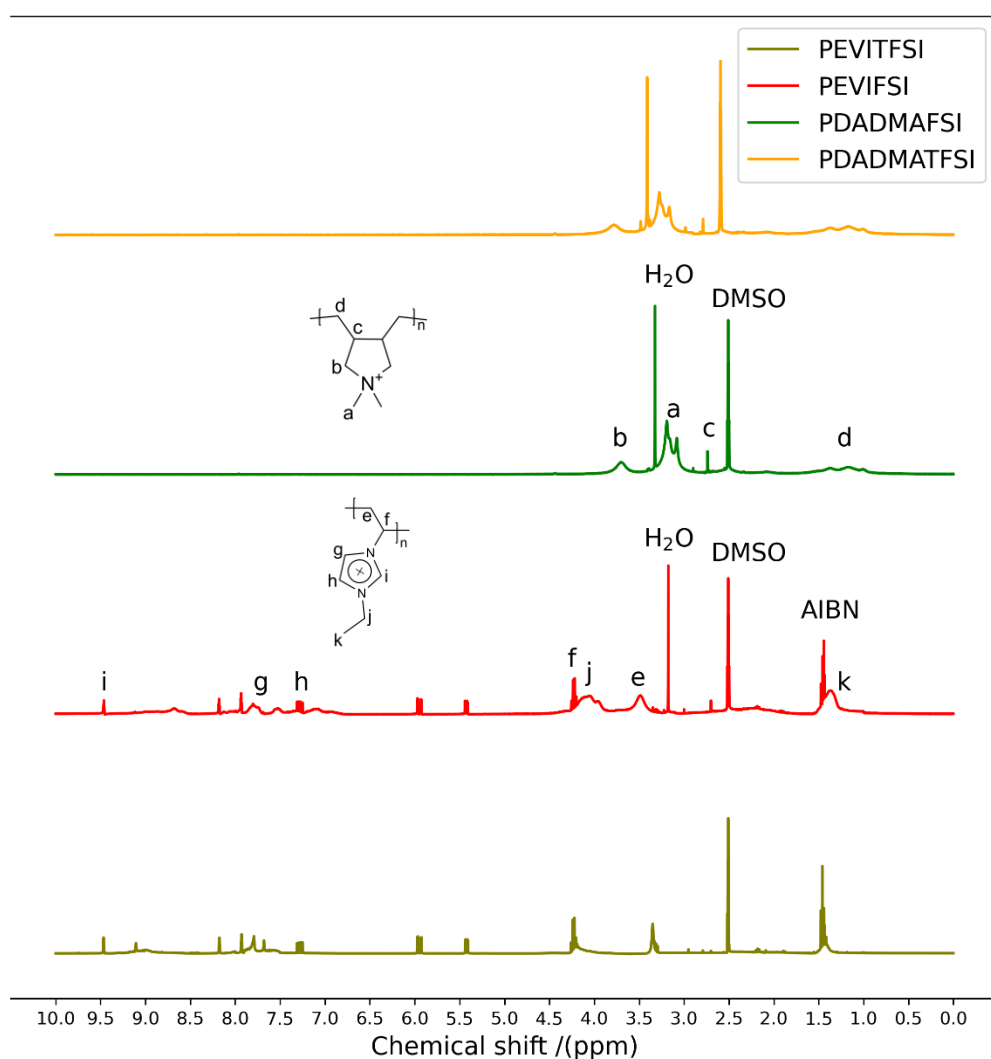 PEVITFSI
PEVIFSI
PDADMAFSI
PDADMATFSI
H₂O
DMSO
d
c
n
b
N⁺
a
b
a
c
d
e
f
n
g
N
h
i
N
j
k
H₂O
DMSO
AIBN
i
g
h
f
j
e
k
10.0 9.5 9.0 8.5 8.0 7.5 7.0 6.5 6.0 5.5 5.0 4.5 4.0 3.5 3.0 2.5 2.0 1.5 1.0 0.5 0.0
Chemical shift /(ppm)